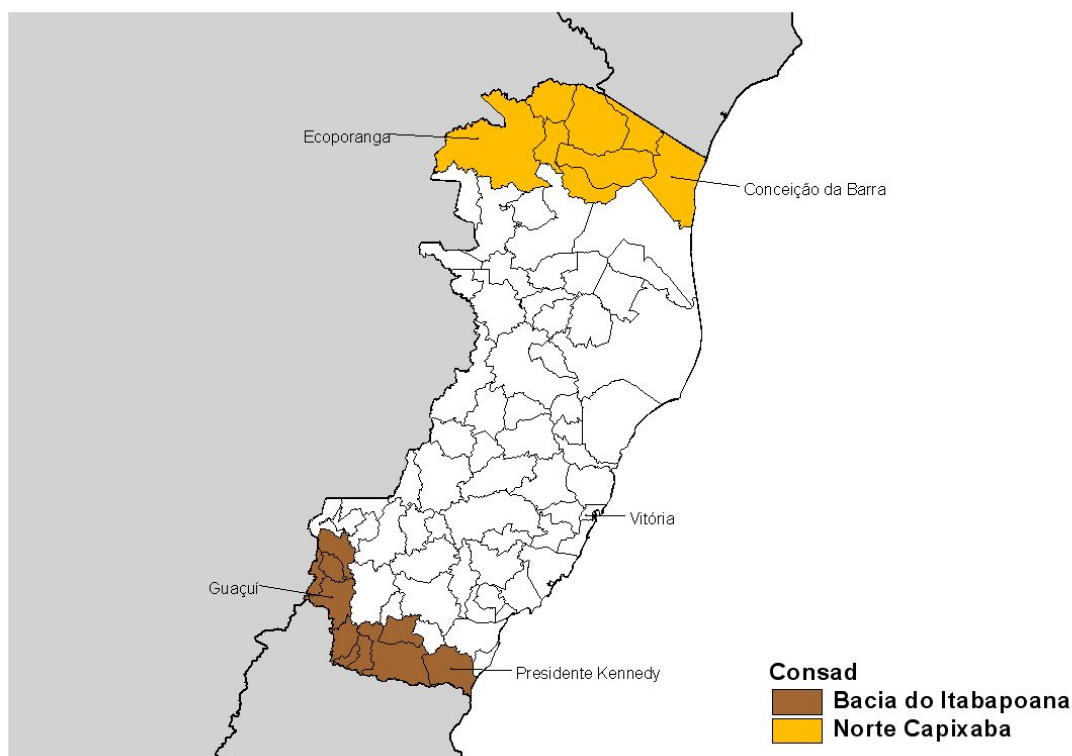 Ecoporanga
Conceição da Barra
Vitória
Guaçuí
Presidente Kennedy
Consad
Bacia do Itabapoana
Norte Capixaba